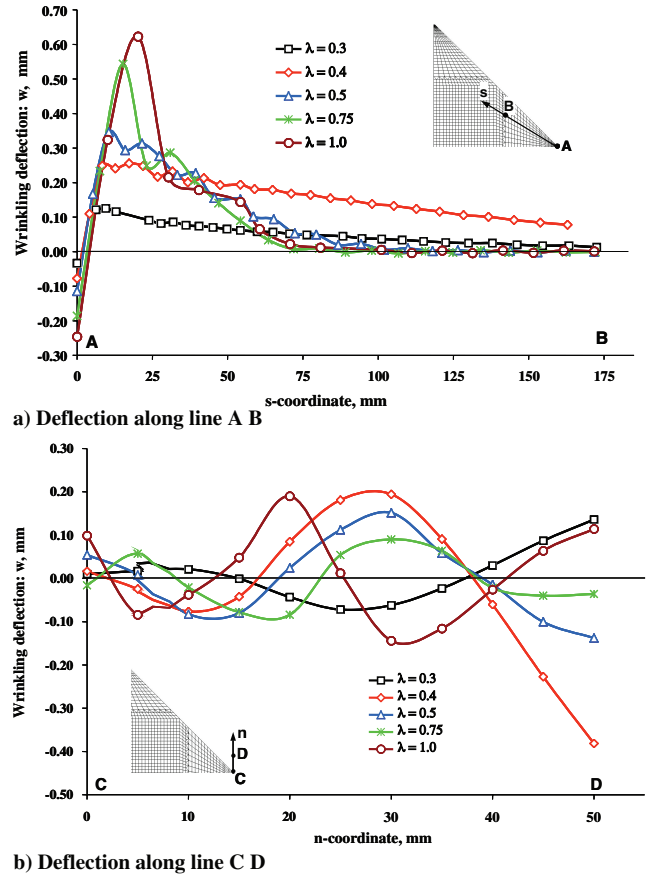 0.70
0.60
0.50
0.40
0.30
0.20
0.10
0.00
-0.10
-0.20
-0.30
Wrinkling deflection: w, mm
λ = 0.3
λ = 0.4
λ = 0.5
λ = 0.75
λ = 1.0
s
B
A
A
B
0 25 50 75 100 125 150 175
s-coordinate, mm
a) Deflection along line A B
0.30
0.20
0.10
0.00
-0.10
-0.20
-0.30
-0.40
-0.50
Wrinkling deflection: w, mm
n
D
C
λ = 0.3
λ = 0.4
λ = 0.5
λ = 0.75
λ = 1.0
C
D
0 10 20 30 40 50
n-coordinate, mm
b) Deflection along line C D